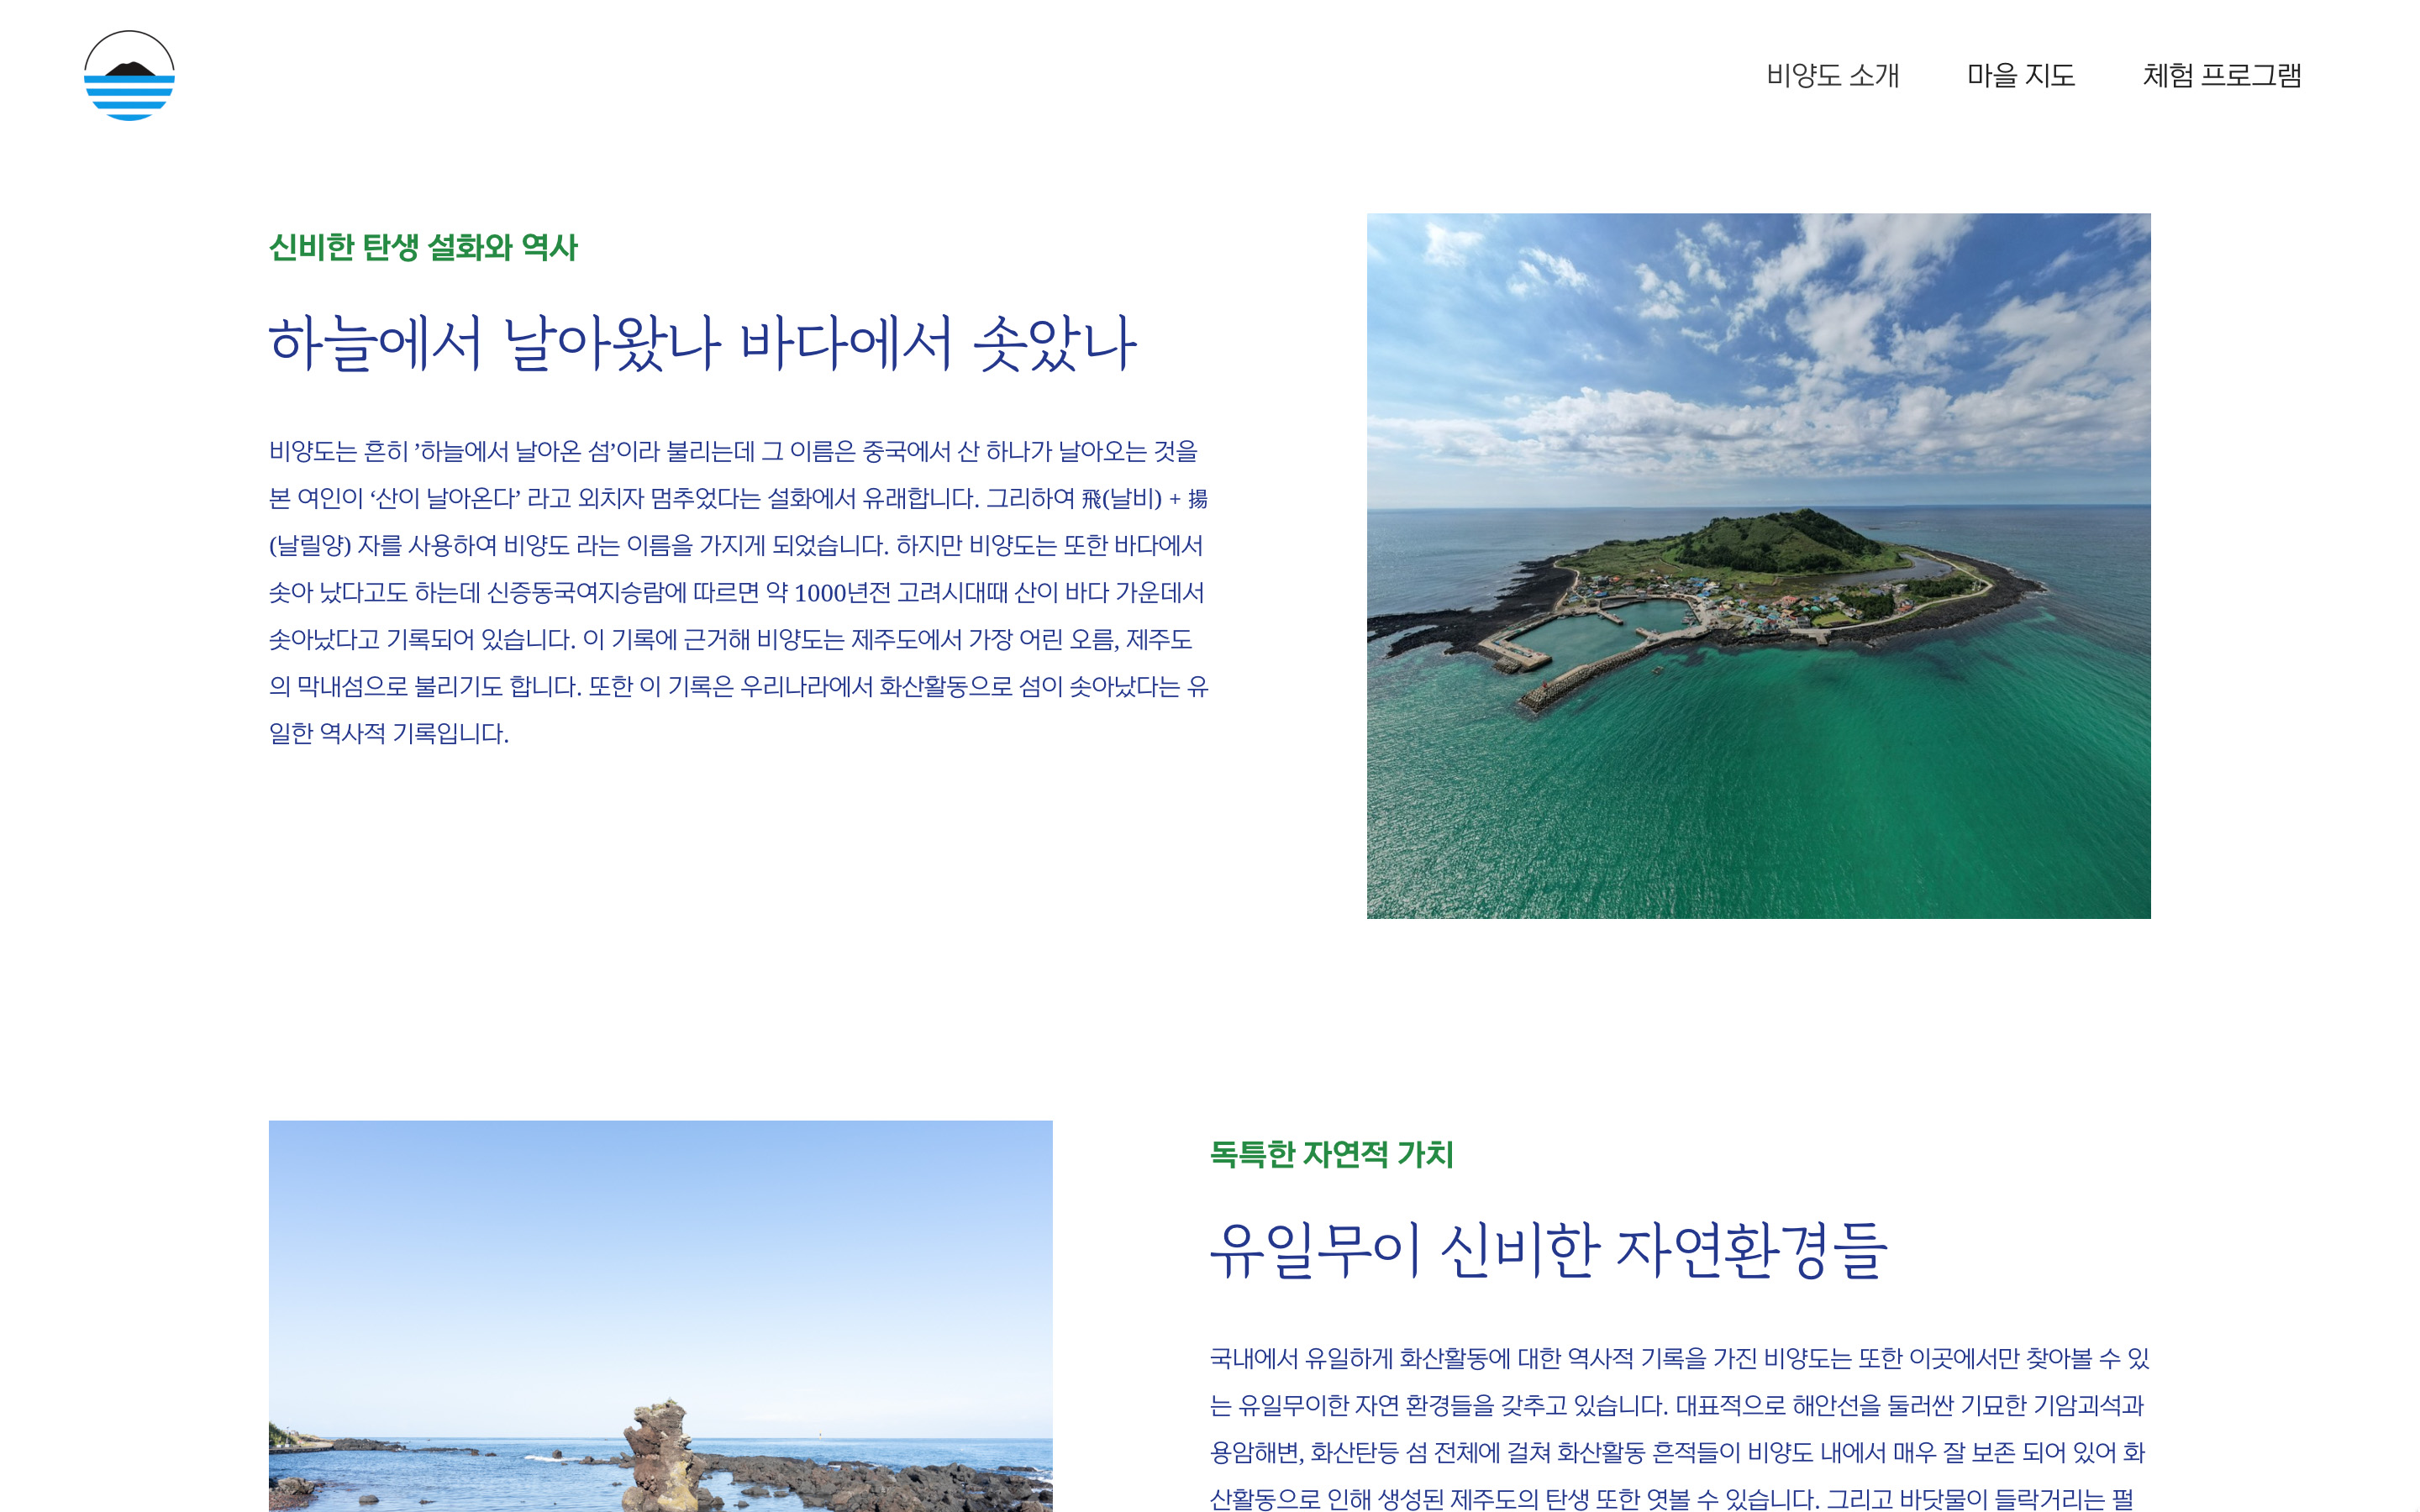 비양도 소개
마을 지도
체험 프로그램
신비한 탄생 설화와 역사
하늘에서 날아왔나 바다에서 솟았나
비양도는 흔히 ’하늘에서 날아온 섬’이라 불리는데 그 이름은 중국에서 산 하나가 날아오는 것을
본 여인이 ‘산이 날아온다’ 라고 외치자 멈추었다는 설화에서 유래합니다. 그리하여 飛(날비) + 揚
(날릴양) 자를 사용하여 비양도 라는 이름을 가지게 되었습니다. 하지만 비양도는 또한 바다에서
솟아 났다고도 하는데 신증동국여지승람에 따르면 약 1000년전 고려시대때 산이 바다 가운데서
솟아났다고 기록되어 있습니다. 이 기록에 근거해 비양도는 제주도에서 가장 어린 오름, 제주도
의 막내섬으로 불리기도 합니다. 또한 이 기록은 우리나라에서 화산활동으로 섬이 솟아났다는 유
일한 역사적 기록입니다.
독특한 자연적 가치
유일무이 신비한 자연환경들
국내에서 유일하게 화산활동에 대한 역사적 기록을 가진 비양도는 또한 이곳에서만 찾아볼 수 있
는 유일무이한 자연 환경들을 갖추고 있습니다. 대표적으로 해안선을 둘러싼 기묘한 기암괴석과
용암해변, 화산탄등 섬 전체에 걸쳐 화산활동 흔적들이 비양도 내에서 매우 잘 보존 되어 있어 화
산활동으로 인해 생성된 제주도의 탄생 또한 엿볼 수 있습니다. 그리고 바닷물이 들락거리는 펄